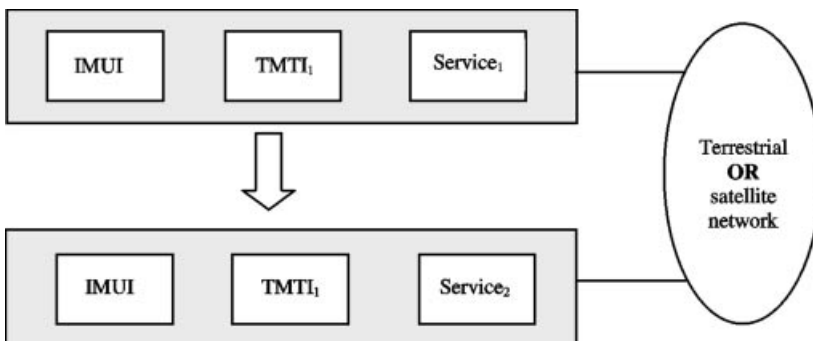 IMUI
TMTI₁
Service₁
Terrestrial
OR
satellite
network
IMUI
TMTI₁
Service₂